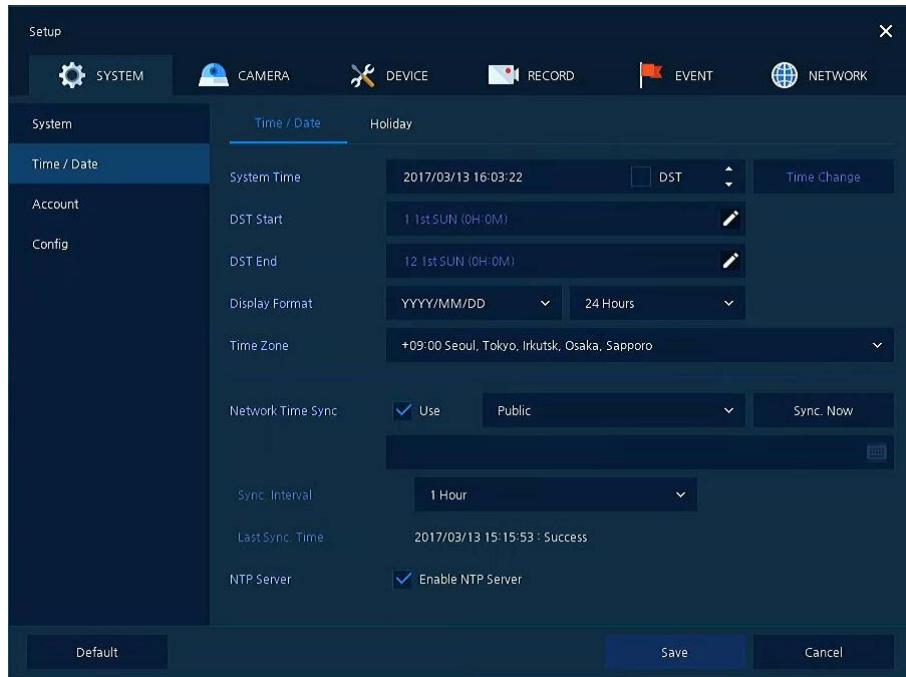 Setup
SYSTEM CAMERA DEVICE RECORD EVENT NETWORK
System
Time / Date
Account
Config
Time / Date Holiday
System Time 2017/03/13 16:03:22 DST Time Change
DST Start 1 1st SUN (0H:0M)
DST End 12 1st SUN (0H:0M)
Display Format YYYY/MM/DD 24 Hours
Time Zone +09:00 Seoul, Tokyo, Irkutsk, Osaka, Sapporo
Network Time Sync Use Public Sync. Now
Sync. Interval 1 Hour
Last Sync. Time 2017/03/13 15:15:53 : Success
NTP Server Enable NTP Server
Default Save Cancel